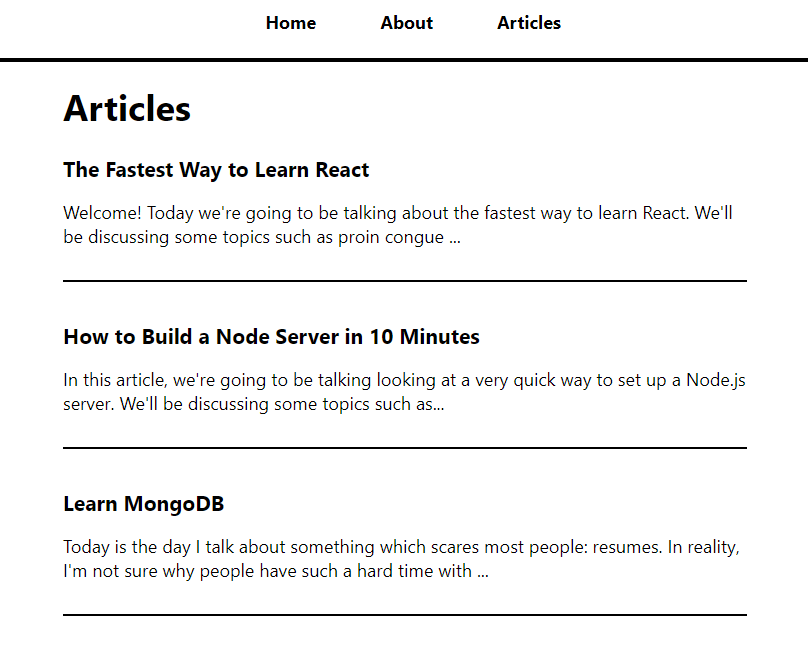 Home About Articles
Articles
The Fastest Way to Learn React
Welcome! Today we're going to be talking about the fastest way to learn React. We'll
be discussing some topics such as proin congue ...
How to Build a Node Server in 10 Minutes
In this article, we're going to be talking looking at a very quick way to set up a Node.js
server. We'll be discussing some topics such as...
Learn MongoDB
Today is the day I talk about something which scares most people: resumes. In reality,
I'm not sure why people have such a hard time with ...